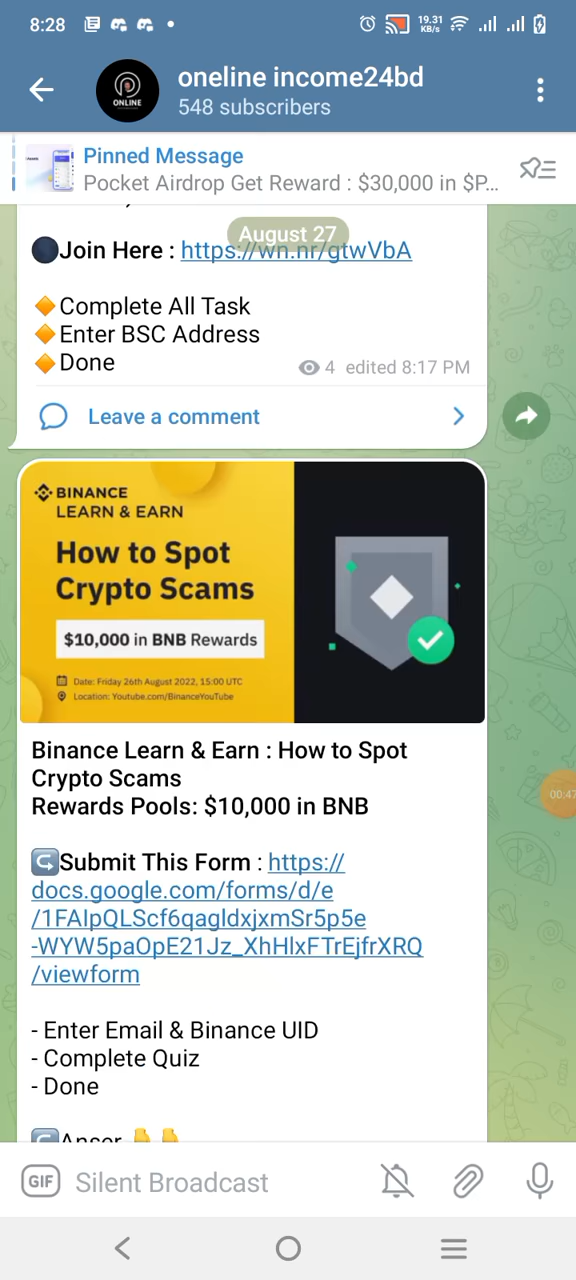 8:28
19.31
KB/s
oneline income24bd
548 subscribers
ONLINE
Pinned Message
Pocket Airdrop Get Reward : $30,000 in $P...
August 27
Join Here : https://wn.nr/gtwVbA
Complete All Task
Enter BSC Address
Done
4 edited 8:17 PM
Leave a comment
BINANCE
LEARN & EARN
How to Spot
Crypto Scams
$10,000 in BNB Rewards
Date: Friday 26th August 2022, 15:00 UTC
Location: Youtube.com/BinanceYouTube
00:47
Binance Learn & Earn : How to Spot
Crypto Scams
Rewards Pools: $10,000 in BNB
Submit This Form : https://
docs.google.com/forms/d/e
/1FAIpQLScf6qagldxjxmSr5p5e
-WYW5paOpE21Jz_XhHlxFTrEjfrXRQ
/viewform
- Enter Email & Binance UID
- Complete Quiz
- Done
Anser
GIF Silent Broadcast